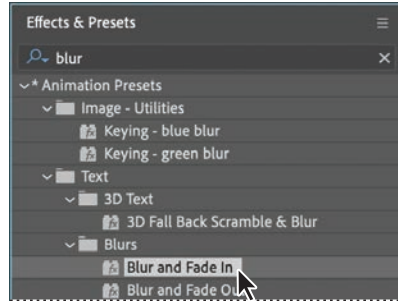 Effects & Presets
blur
* Animation Presets
Image - Utilities
Keying - blue blur
Keying - green blur
Text
3D Text
3D Fall Back Scramble & Blur
Blurs
Blur and Fade In
Blur and Fade Out